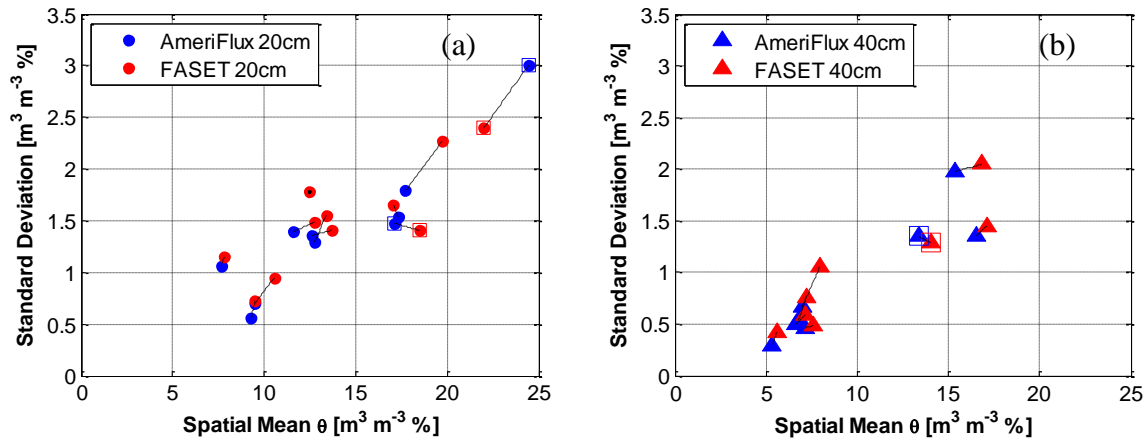 AmeriFlux 20cm
FASET 20cm
(a)
3.5
3
2.5
2
1.5
1
0.5
0
0 5 10 15 20 25
Standard Deviation [m³ m⁻³ %]
Spatial Mean θ [m³ m⁻³ %]
AmeriFlux 40cm
FASET 40cm
(b)
3.5
3
2.5
2
1.5
1
0.5
0
0 5 10 15 20 25
Standard Deviation [m³ m⁻³ %]
Spatial Mean θ [m³ m⁻³ %]